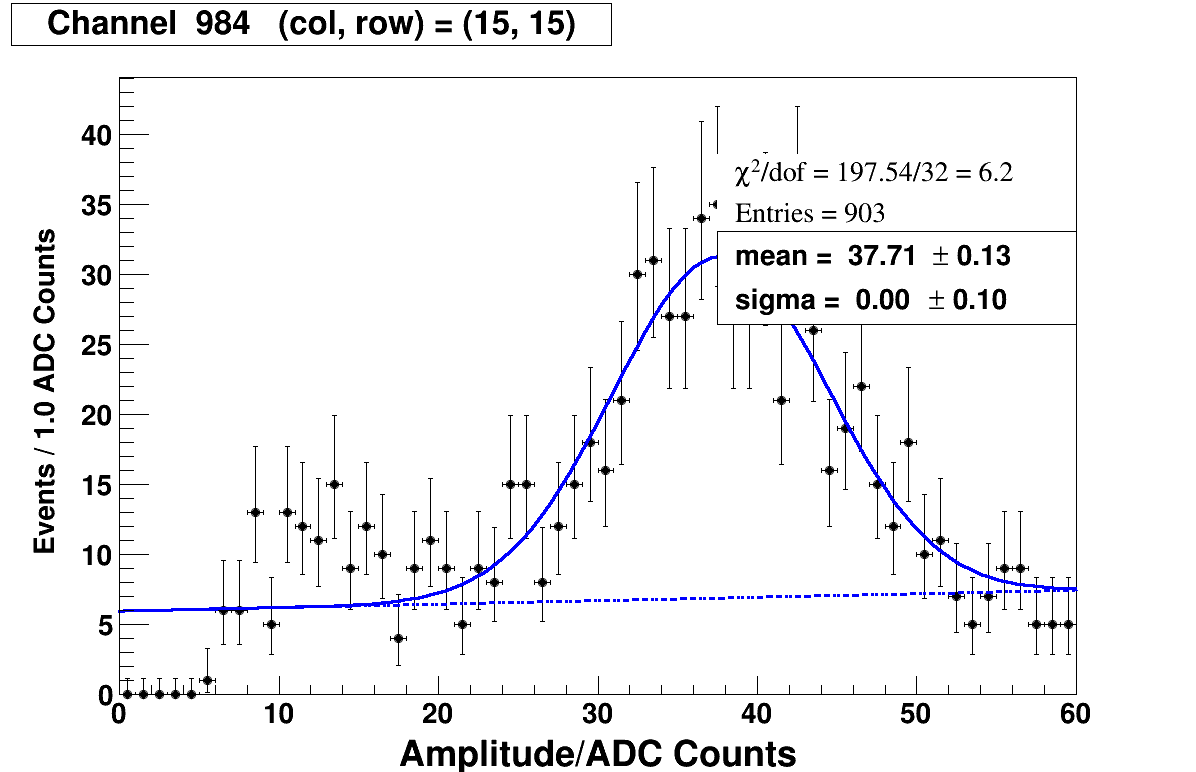 Channel 984 (col, row) = (15, 15)
χ²/dof = 197.54/32 = 6.2
Entries = 903
mean = 37.71 ± 0.13
sigma = 0.00 ± 0.10
Events / 1.0 ADC Counts
40
35
30
25
20
15
10
5
0
0 10 20 30 40 50 60
Amplitude/ADC Counts